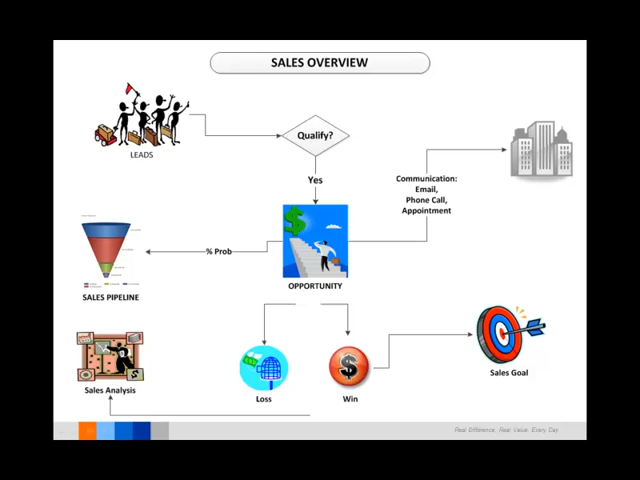 SALES OVERVIEW
Qualify?
LEADS
Yes
Communication:
Email,
Phone Call,
Appointment
% Prob
OPPORTUNITY
SALES PIPELINE
Sales Goal
Sales Analysis
Loss
Win
Real Difference. Real Value. Every Day.